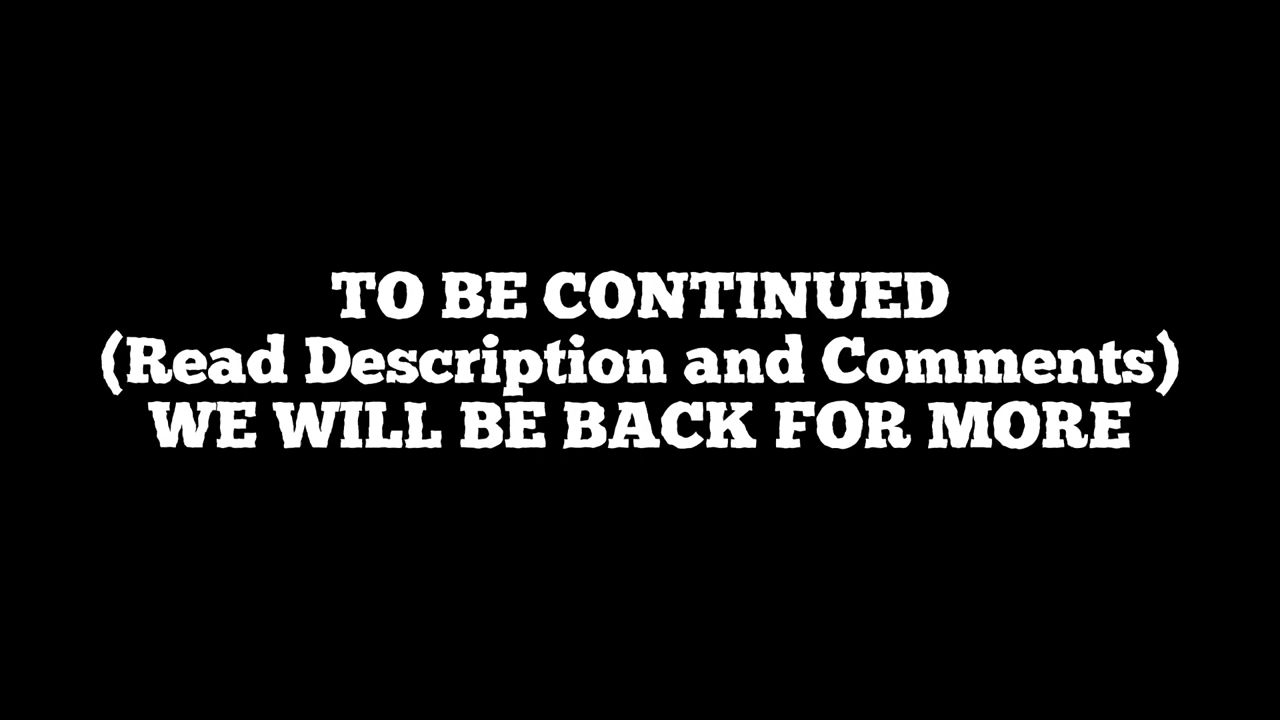 TO BE CONTINUED
(Read Description and Comments)
WE WILL BE BACK FOR MORE